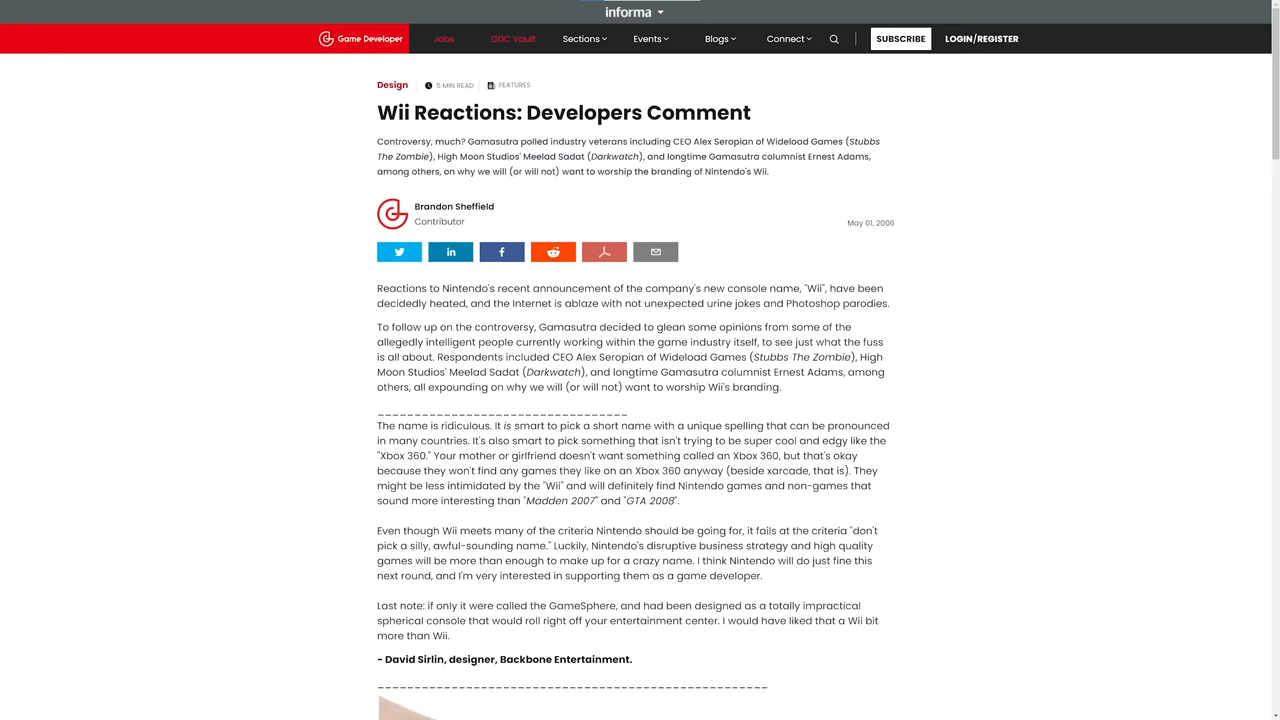 informa
Game Developer
Jobs
GDC Vault
Sections
Events
Blogs
Connect
SUBSCRIBE
LOGIN/REGISTER
Design
5 MIN READ
FEATURES
Wii Reactions: Developers Comment
Controversy, much? Gamasutra polled industry veterans including CEO Alex Seropian of Wideload Games (Stubbs
The Zombie), High Moon Studios' Meelad Sadat (Darkwatch), and longtime Gamasutra columnist Ernest Adams,
among others, on why we will (or will not) want to worship the branding of Nintendo's Wii.
Brandon Sheffield
Contributor
May 01, 2006
Reactions to Nintendo's recent announcement of the company's new console name, "Wii", have been
decidedly heated, and the Internet is ablaze with not unexpected urine jokes and Photoshop parodies.
To follow up on the controversy, Gamasutra decided to glean some opinions from some of the
allegedly intelligent people currently working within the game industry itself, to see just what the fuss
is all about. Respondents included CEO Alex Seropian of Wideload Games (Stubbs The Zombie), High
Moon Studios' Meelad Sadat (Darkwatch), and longtime Gamasutra columnist Ernest Adams, among
others, all expounding on why we will (or will not) want to worship Wii's branding.
__________________________________
The name is ridiculous. It is smart to pick a short name with a unique spelling that can be pronounced
in many countries. It's also smart to pick something that isn't trying to be super cool and edgy like the
"Xbox 360." Your mother or girlfriend doesn't want something called an Xbox 360, but that's okay
because they won't find any games they like on an Xbox 360 anyway (beside xarcade, that is). They
might be less intimidated by the "Wii" and will definitely find Nintendo games and non-games that
sound more interesting than "Madden 2007" and "GTA 2008".
Even though Wii meets many of the criteria Nintendo should be going for, it fails at the criteria "don't
pick a silly, awful-sounding name." Luckily, Nintendo's disruptive business strategy and high quality
games will be more than enough to make up for a crazy name. I think Nintendo will do just fine this
next round, and I'm very interested in supporting them as a game developer.
Last note: if only it were called the GameSphere, and had been designed as a totally impractical
spherical console that would roll right off your entertainment center. I would have liked that a Wii bit
more than Wii.
- David Sirlin, designer, Backbone Entertainment.
_____________________________________________________